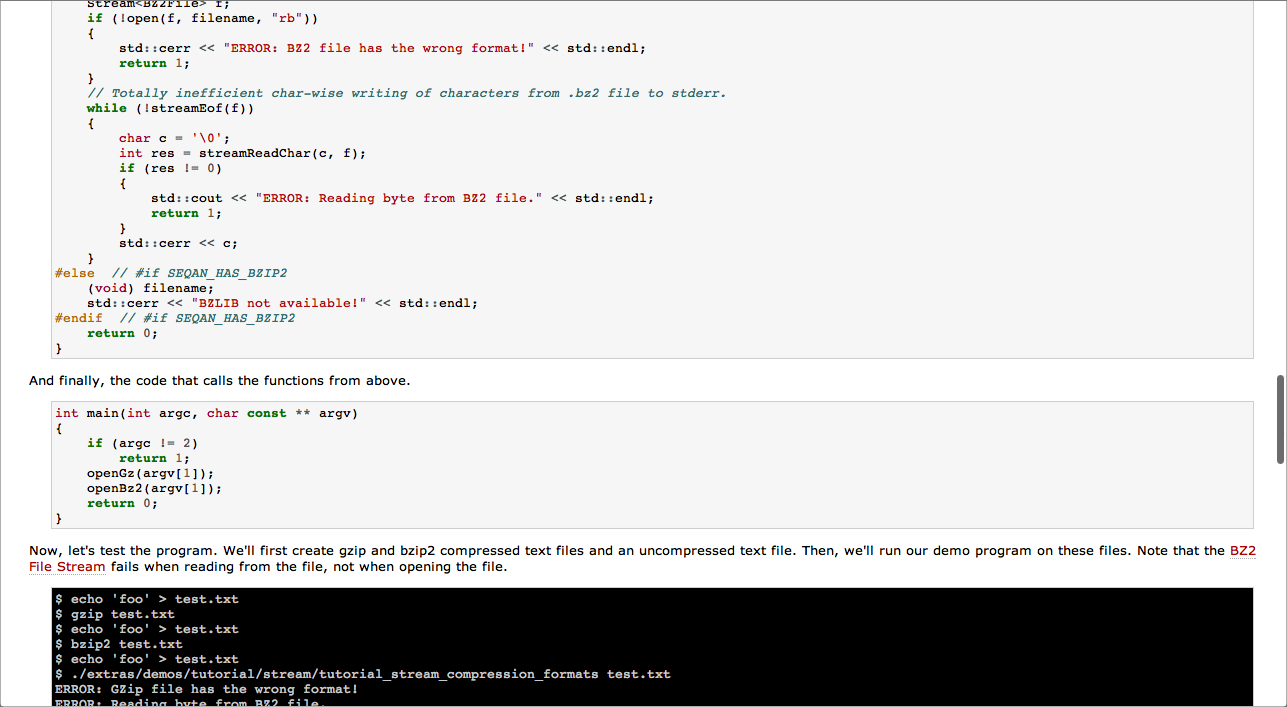 Stream<BZ2File> f;
if (!open(f, filename, "rb"))
{
std::cerr << "ERROR: BZ2 file has the wrong format!" << std::endl;
return 1;
}
// Totally inefficient char-wise writing of characters from .bz2 file to stderr.
while (!streamEof(f))
{
char c = '\0';
int res = streamReadChar(c, f);
if (res != 0)
{
std::cout << "ERROR: Reading byte from BZ2 file." << std::endl;
return 1;
}
std::cerr << c;
}
#else  // #if SEQAN_HAS_BZIP2
(void) filename;
std::cerr << "BZLIB not available!" << std::endl;
#endif  // #if SEQAN_HAS_BZIP2
return 0;
}
And finally, the code that calls the functions from above.
int main(int argc, char const ** argv)
{
if (argc != 2)
return 1;
openGz(argv[1]);
openBz2(argv[1]);
return 0;
}
Now, let's test the program. We'll first create gzip and bzip2 compressed text files and an uncompressed text file. Then, we'll run our demo program on these files. Note that the BZ2
File Stream fails when reading from the file, not when opening the file.
$ echo 'foo' > test.txt
$ gzip test.txt
$ echo 'foo' > test.txt
$ bzip2 test.txt
$ echo 'foo' > test.txt
$ ./extras/demos/tutorial/stream/tutorial_stream_compression_formats test.txt
ERROR: GZip file has the wrong format!
ERROR: Reading byte from BZ2 file.